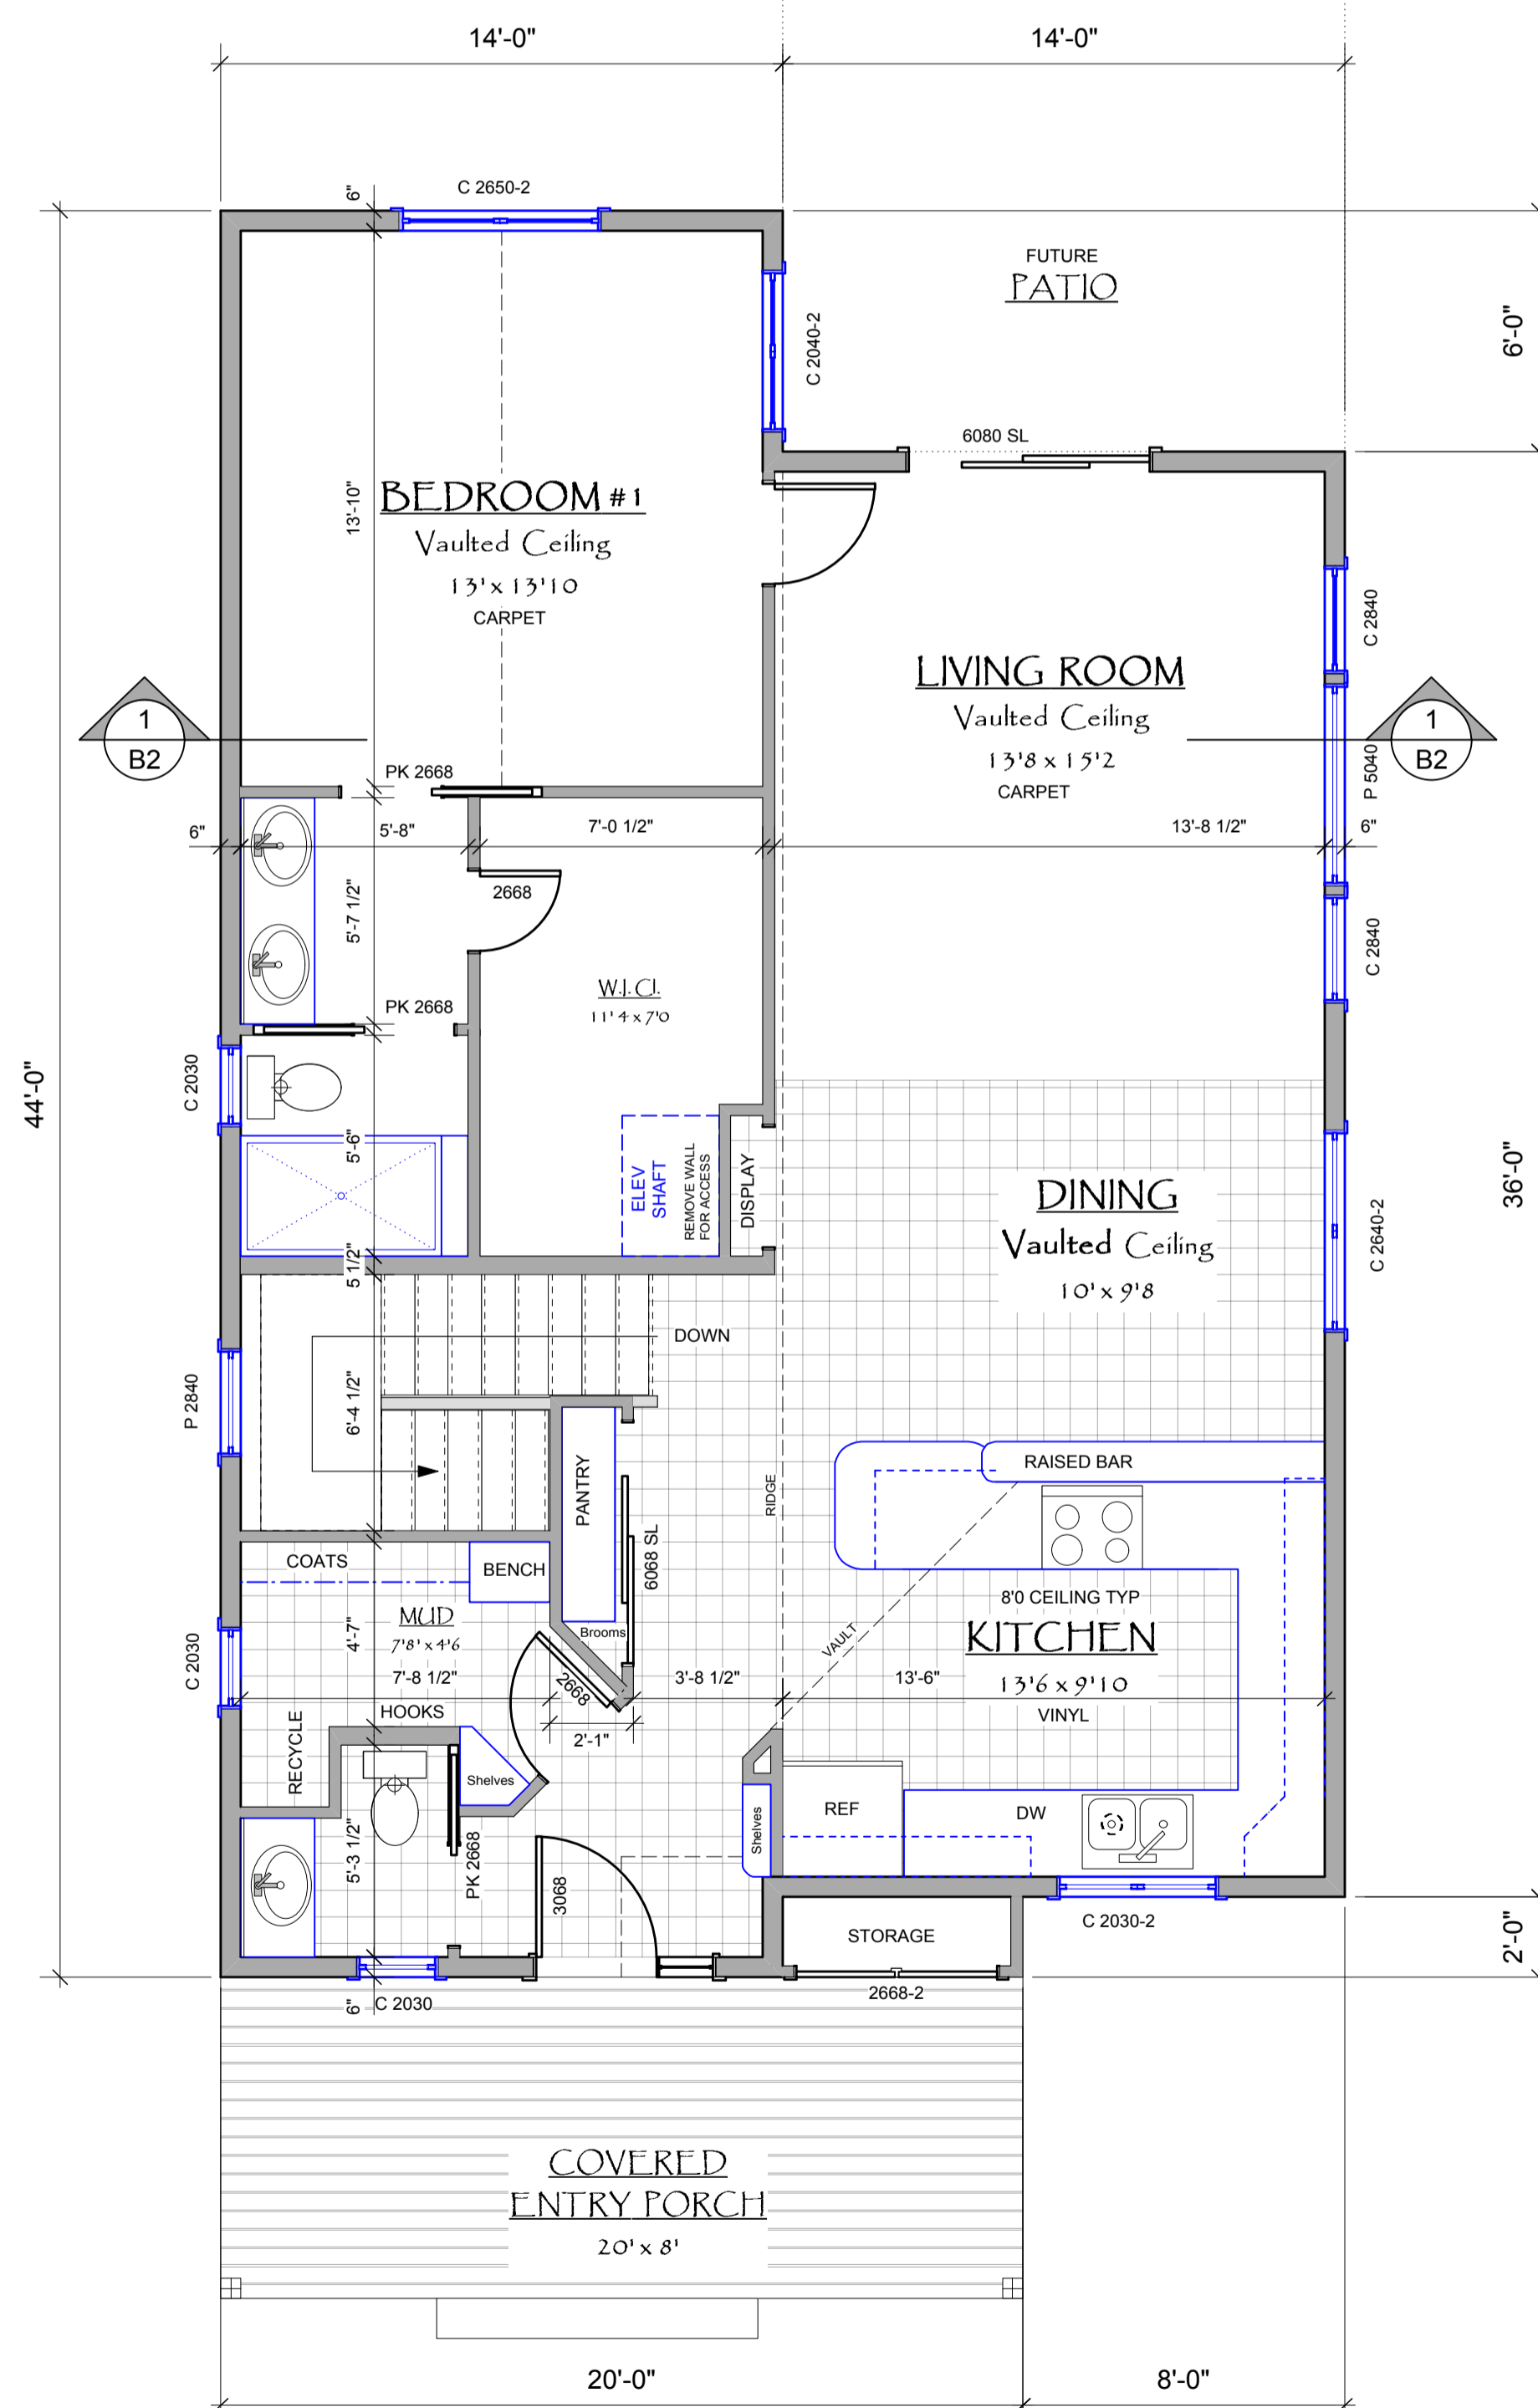 14'-0"
14'-0"
6"
C 2650-2
FUTURE
PATIO
C 2040-2
6'-0"
6080 SL
BEDROOM #1
Vaulted Ceiling
13' x 13'10
CARPET
13'-10"
C 2840
LIVING ROOM
Vaulted Ceiling
13'8 x 15'2
CARPET
1
B2
1
B2
P 5040
PK 2668
6"
5'-8"
7'-0 1/2"
13'-8 1/2"
6"
2668
5'-7 1/2"
C 2840
W.I.Cl.
11'4 x 7'0
PK 2668
C 2030
44'-0"
5'-6"
ELEV
SHAFT
REMOVE WALL
FOR ACCESS
DISPLAY
DINING
Vaulted Ceiling
10' x 9'8
C 2640-2
36'-0"
5 1/2"
DOWN
P 2840
6'-4 1/2"
PANTRY
RIDGE
RAISED BAR
COATS
BENCH
6068 SL
8'0 CEILING TYP
KITCHEN
13'6 x 9'10
VINYL
MUD
7'8' x 4'6
4'-7"
Brooms
VAULT
C 2030
7'-8 1/2"
2668
3'-8 1/2"
13'-6"
HOOKS
2'-1"
RECYCLE
Shelves
Shelves
REF
DW
5'-3 1/2"
PK 2668
3068
STORAGE
C 2030-2
2'-0"
2668-2
6"
C 2030
COVERED
ENTRY PORCH
20' x 8'
20'-0"
8'-0"